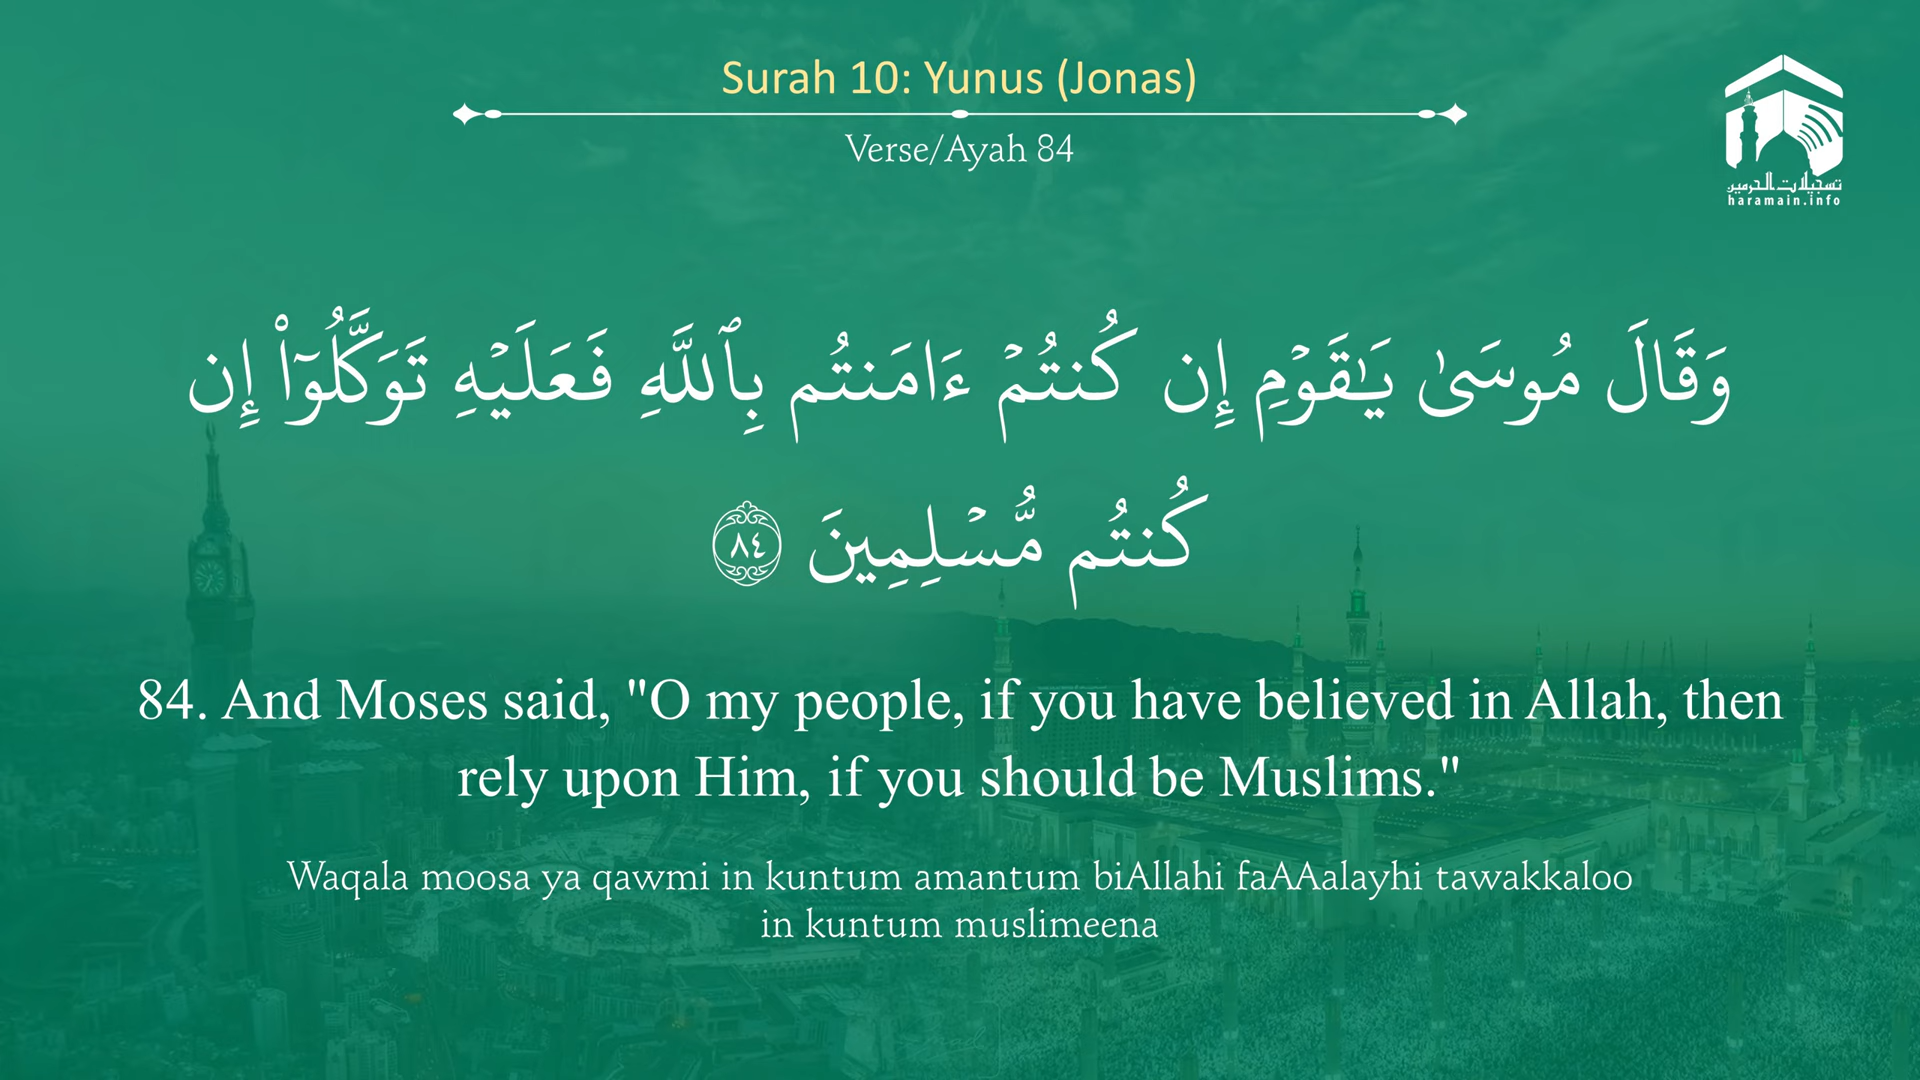 Surah 10: Yunus (Jonas)
Verse/Ayah 84
تسجيلات الحرمين
haramain.info
وَقَالَ مُوسَىٰ يَـٰقَوْمِ إِن كُنتُمْ ءَامَنتُم بِٱللَّهِ فَعَلَيْهِ تَوَكَّلُوٓا۟ إِن
كُنتُم مُّسْلِمِينَ ٨٤
84. And Moses said, "O my people, if you have believed in Allah, then
rely upon Him, if you should be Muslims."
Waqala moosa ya qawmi in kuntum amantum biAllahi faAAalayhi tawakkaloo
in kuntum muslimeena